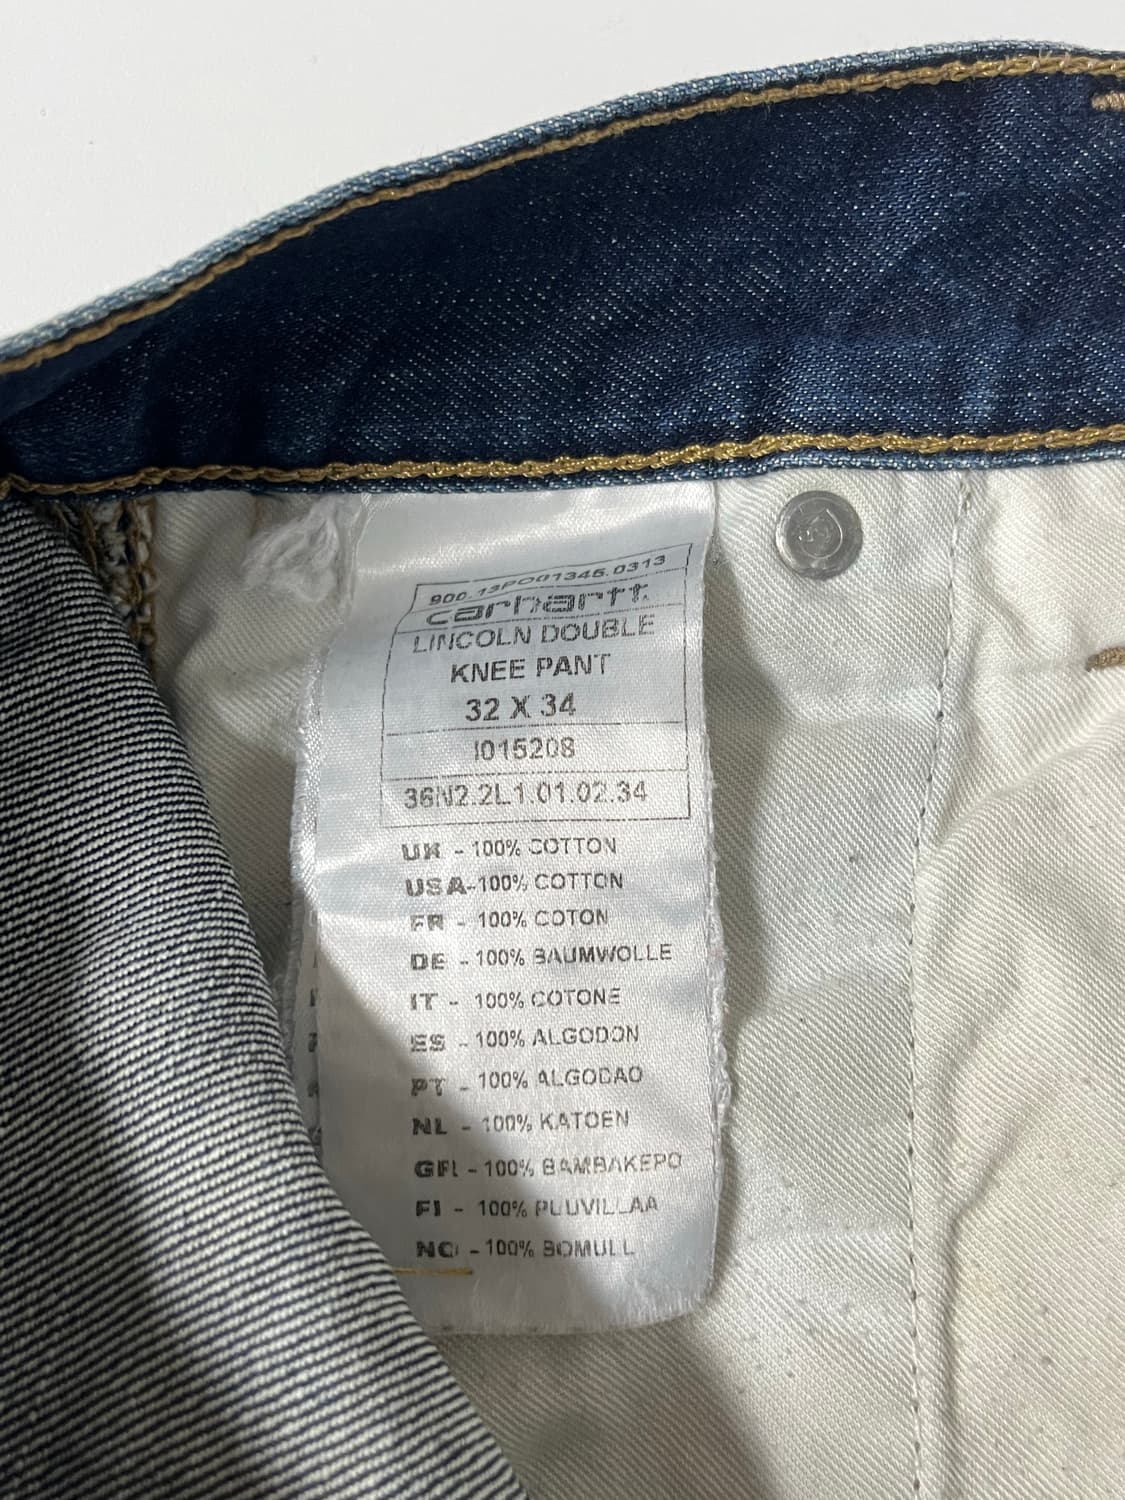 900.13PO01345.0313
carhartt
LINCOLN DOUBLE
KNEE PANT
32 X 34
I015208
36N2.2L1.01.02.34
UK - 100% COTTON
USA-100% COTTON
FR - 100% COTON
DE - 100% BAUMWOLLE
IT - 100% COTONE
ES - 100% ALGODON
PT - 100% ALGODAO
NL - 100% KATOEN
GR - 100% BAMBAKEPO
FI - 100% PUUVILLAA
NO - 100% BOMULL